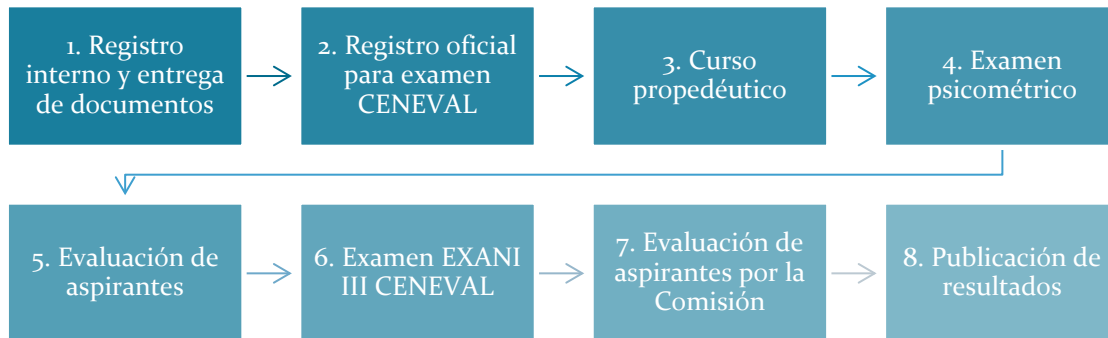 1. Registro
interno y entrega
de documentos
2. Registro oficial
para examen
CENEVAL
3. Curso
propedéutico
4. Examen
psicométrico
5. Evaluación de
aspirantes
6. Examen EXANI
III CENEVAL
7. Evaluación de
aspirantes por la
Comisión
8. Publicación de
resultados